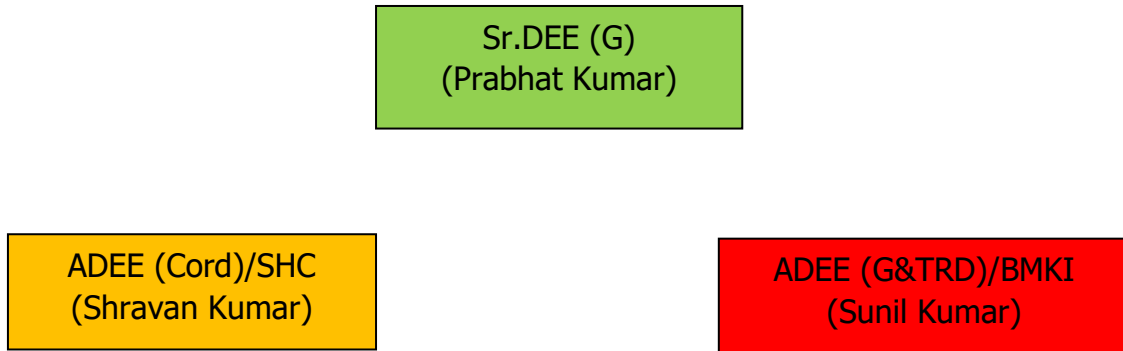 Sr.DEE (G)
(Prabhat Kumar)
ADEE (Cord)/SHC
(Shravan Kumar)
ADEE (G&TRD)/BMKI
(Sunil Kumar)